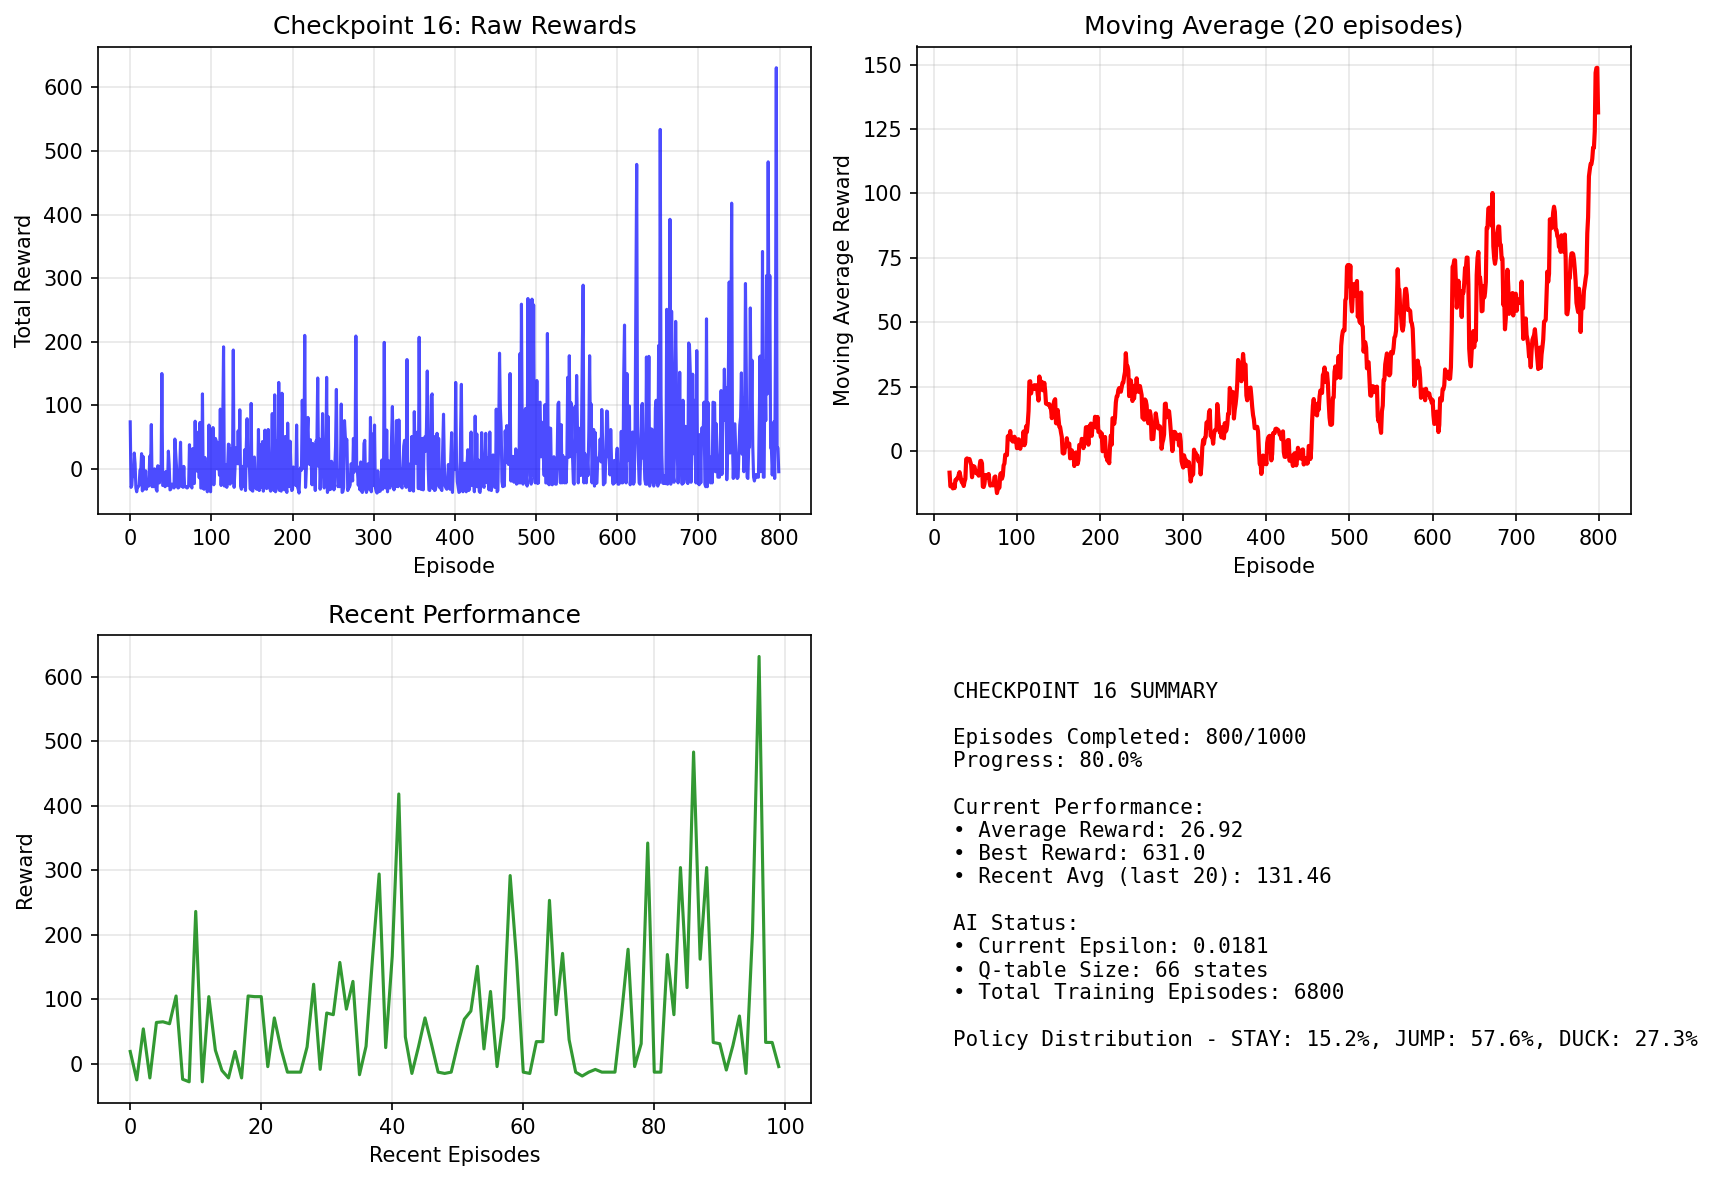 Checkpoint 16: Raw Rewards
Total Reward
600
500
400
300
200
100
0
0 100 200 300 400 500 600 700 800
Episode
Moving Average (20 episodes)
Moving Average Reward
150
125
100
75
50
25
0
0 100 200 300 400 500 600 700 800
Episode
Recent Performance
Reward
600
500
400
300
200
100
0
0 20 40 60 80 100
Recent Episodes
CHECKPOINT 16 SUMMARY
Episodes Completed: 800/1000
Progress: 80.0%
Current Performance:
• Average Reward: 26.92
• Best Reward: 631.0
• Recent Avg (last 20): 131.46
AI Status:
• Current Epsilon: 0.0181
• Q-table Size: 66 states
• Total Training Episodes: 6800
Policy Distribution - STAY: 15.2%, JUMP: 57.6%, DUCK: 27.3%